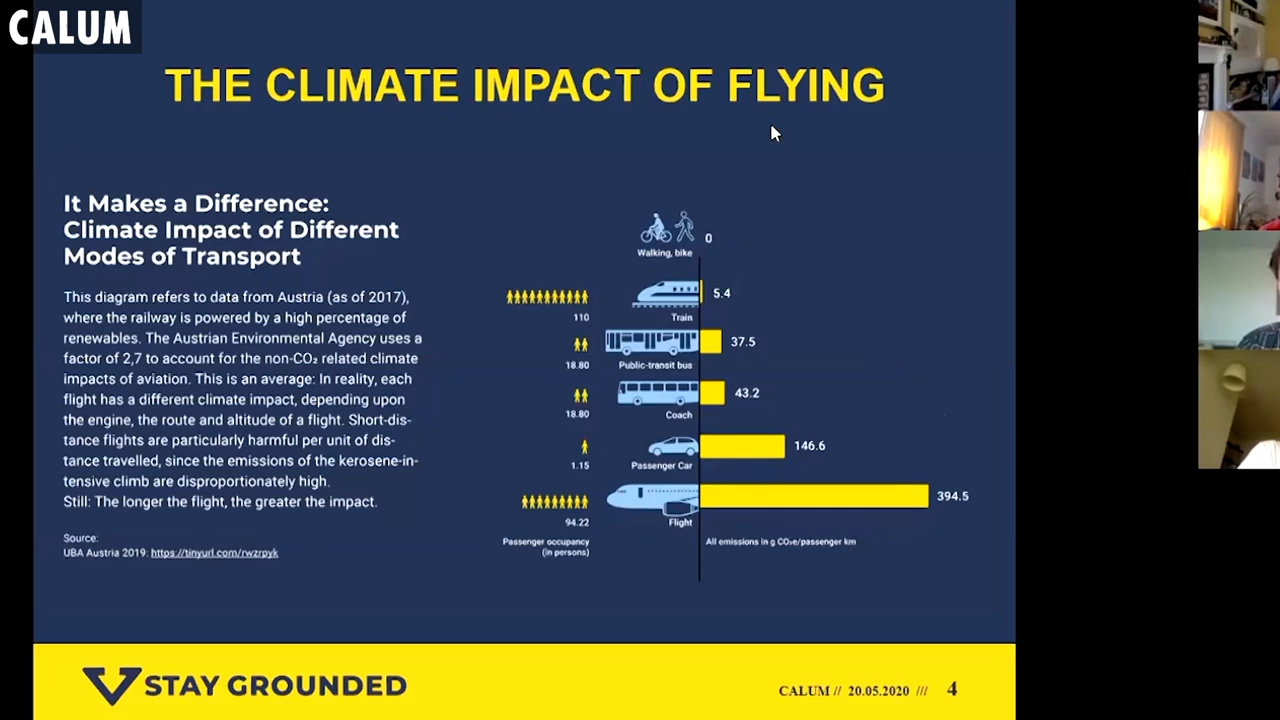 CALUM
THE CLIMATE IMPACT OF FLYING
It Makes a Difference:
Climate Impact of Different
Modes of Transport
This diagram refers to data from Austria (as of 2017),
where the railway is powered by a high percentage of
renewables. The Austrian Environmental Agency uses a
factor of 2,7 to account for the non-CO₂ related climate
impacts of aviation. This is an average: In reality, each
flight has a different climate impact, depending upon
the engine, the route and altitude of a flight. Short-dis-
tance flights are particularly harmful per unit of dis-
tance travelled, since the emissions of the kerosene-in-
tensive climb are disproportionately high.
Still: The longer the flight, the greater the impact.
Source:
UBA Austria 2019: https://tinyurl.com/rwzrpyk
0
Walking, bike
5.4
110
Train
37.5
18.80
Public-transit bus
43.2
18.80
Coach
146.6
1.15
Passenger Car
394.5
94.22
Flight
Passenger occupancy
(in persons)
All emissions in g CO₂e/passenger km
STAY GROUNDED
CALUM // 20.05.2020 /// 4